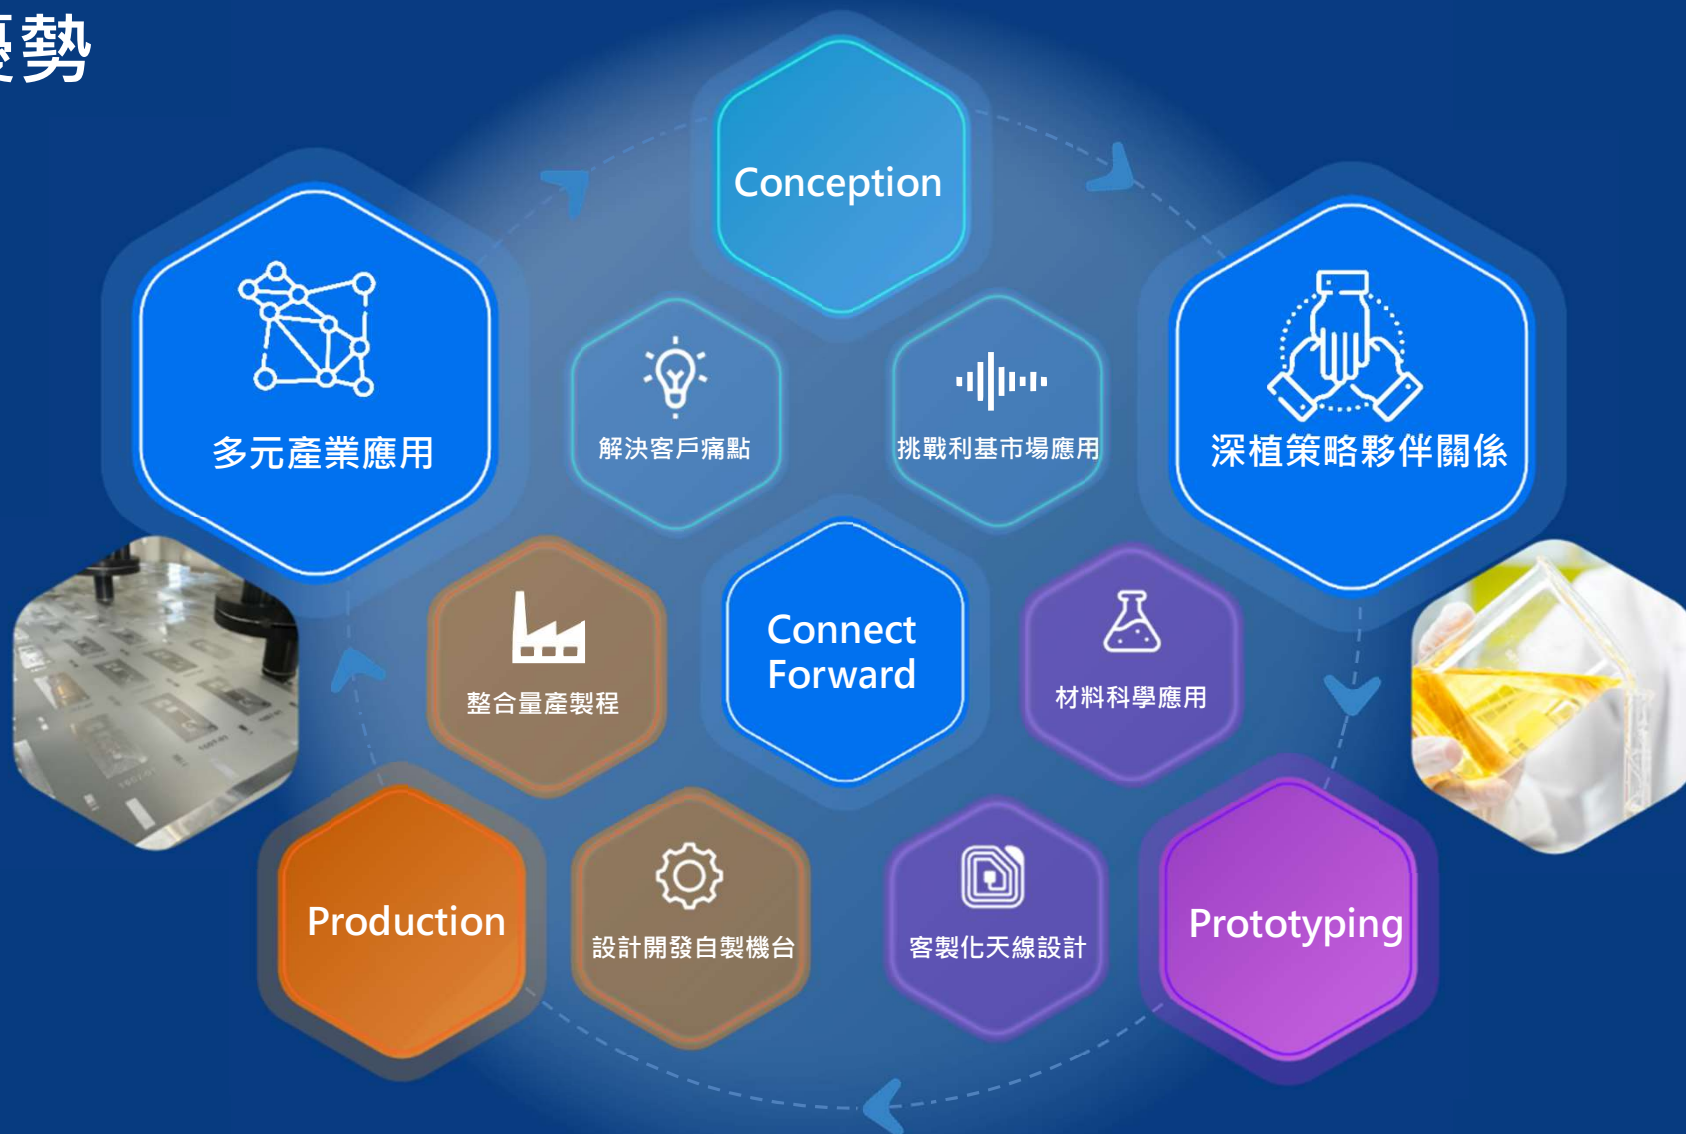 優勢
Conception
多元產業應用
解決客戶痛點
挑戰利基市場應用
深植策略夥伴關係
整合量產製程
Connect
Forward
材料科學應用
Production
設計開發自製機台
客製化天線設計
Prototyping